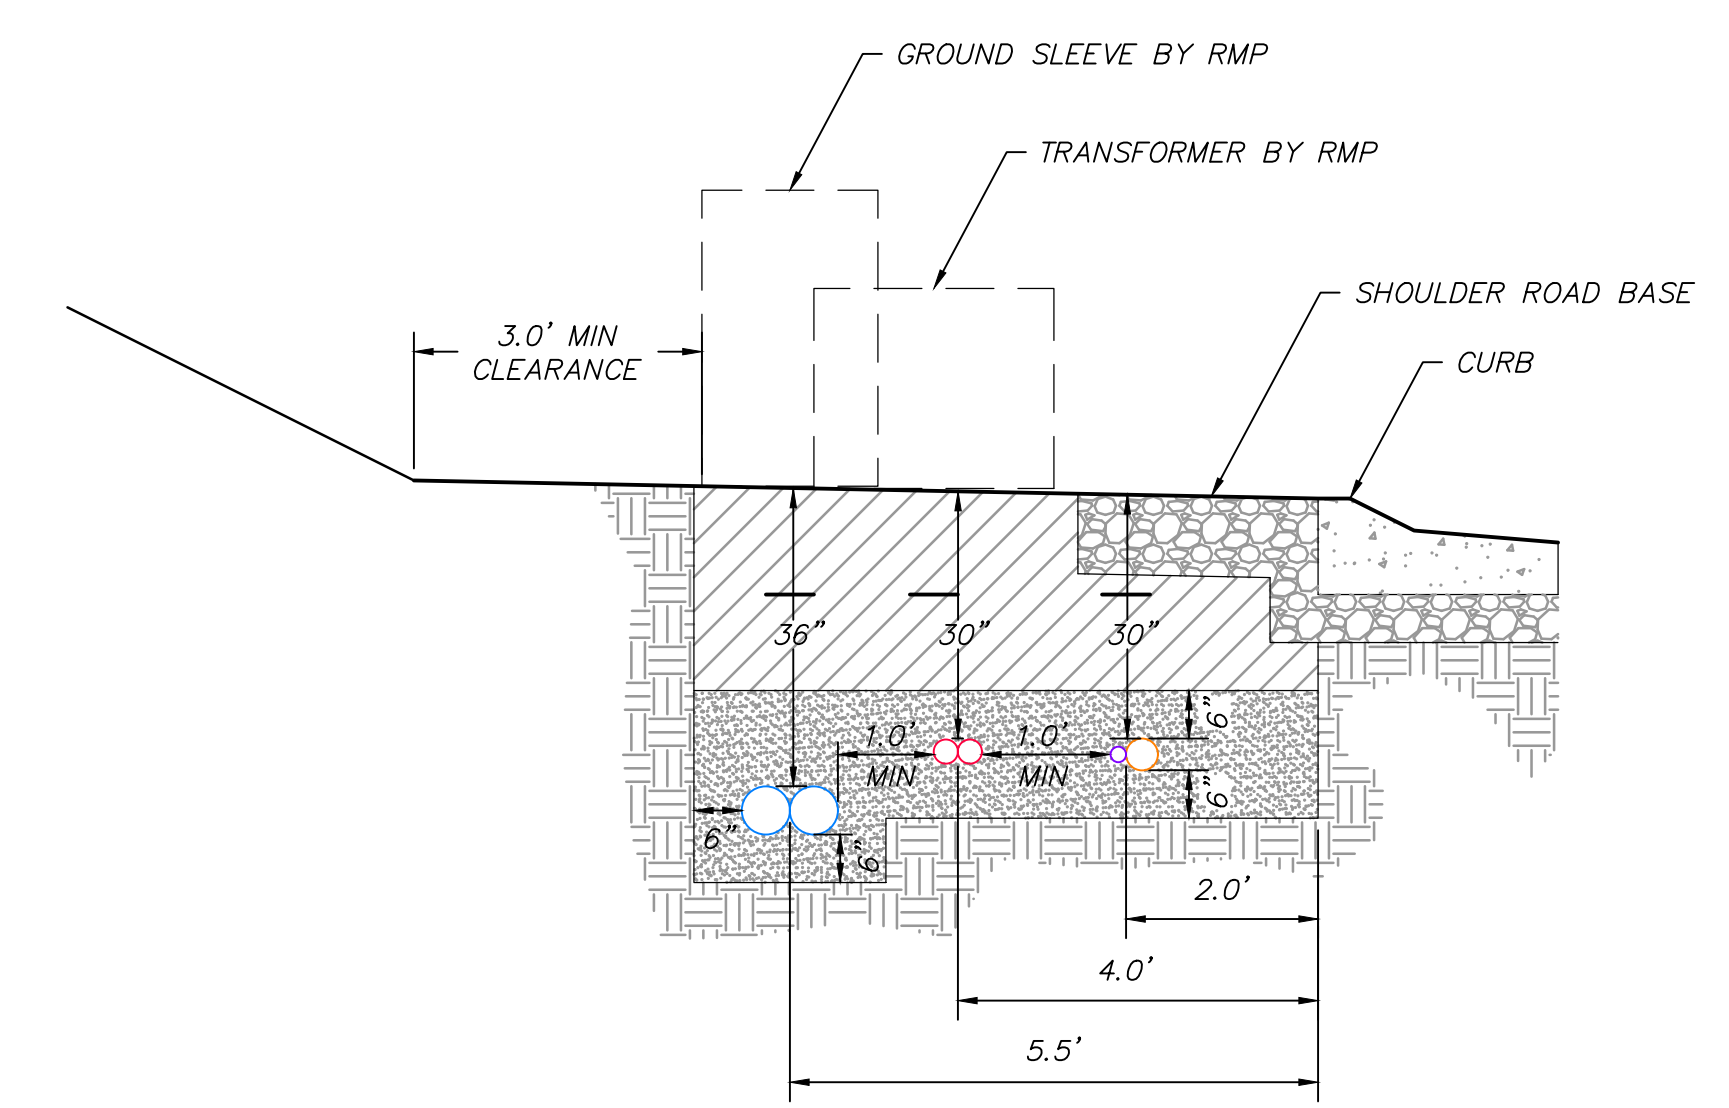 GROUND SLEEVE BY RMP
TRANSFORMER BY RMP
SHOULDER ROAD BASE
3.0' MIN
CLEARANCE
CURB
36"
30"
30"
6"
1.0'
MIN
1.0'
MIN
6"
6"
6"
2.0'
4.0'
5.5'